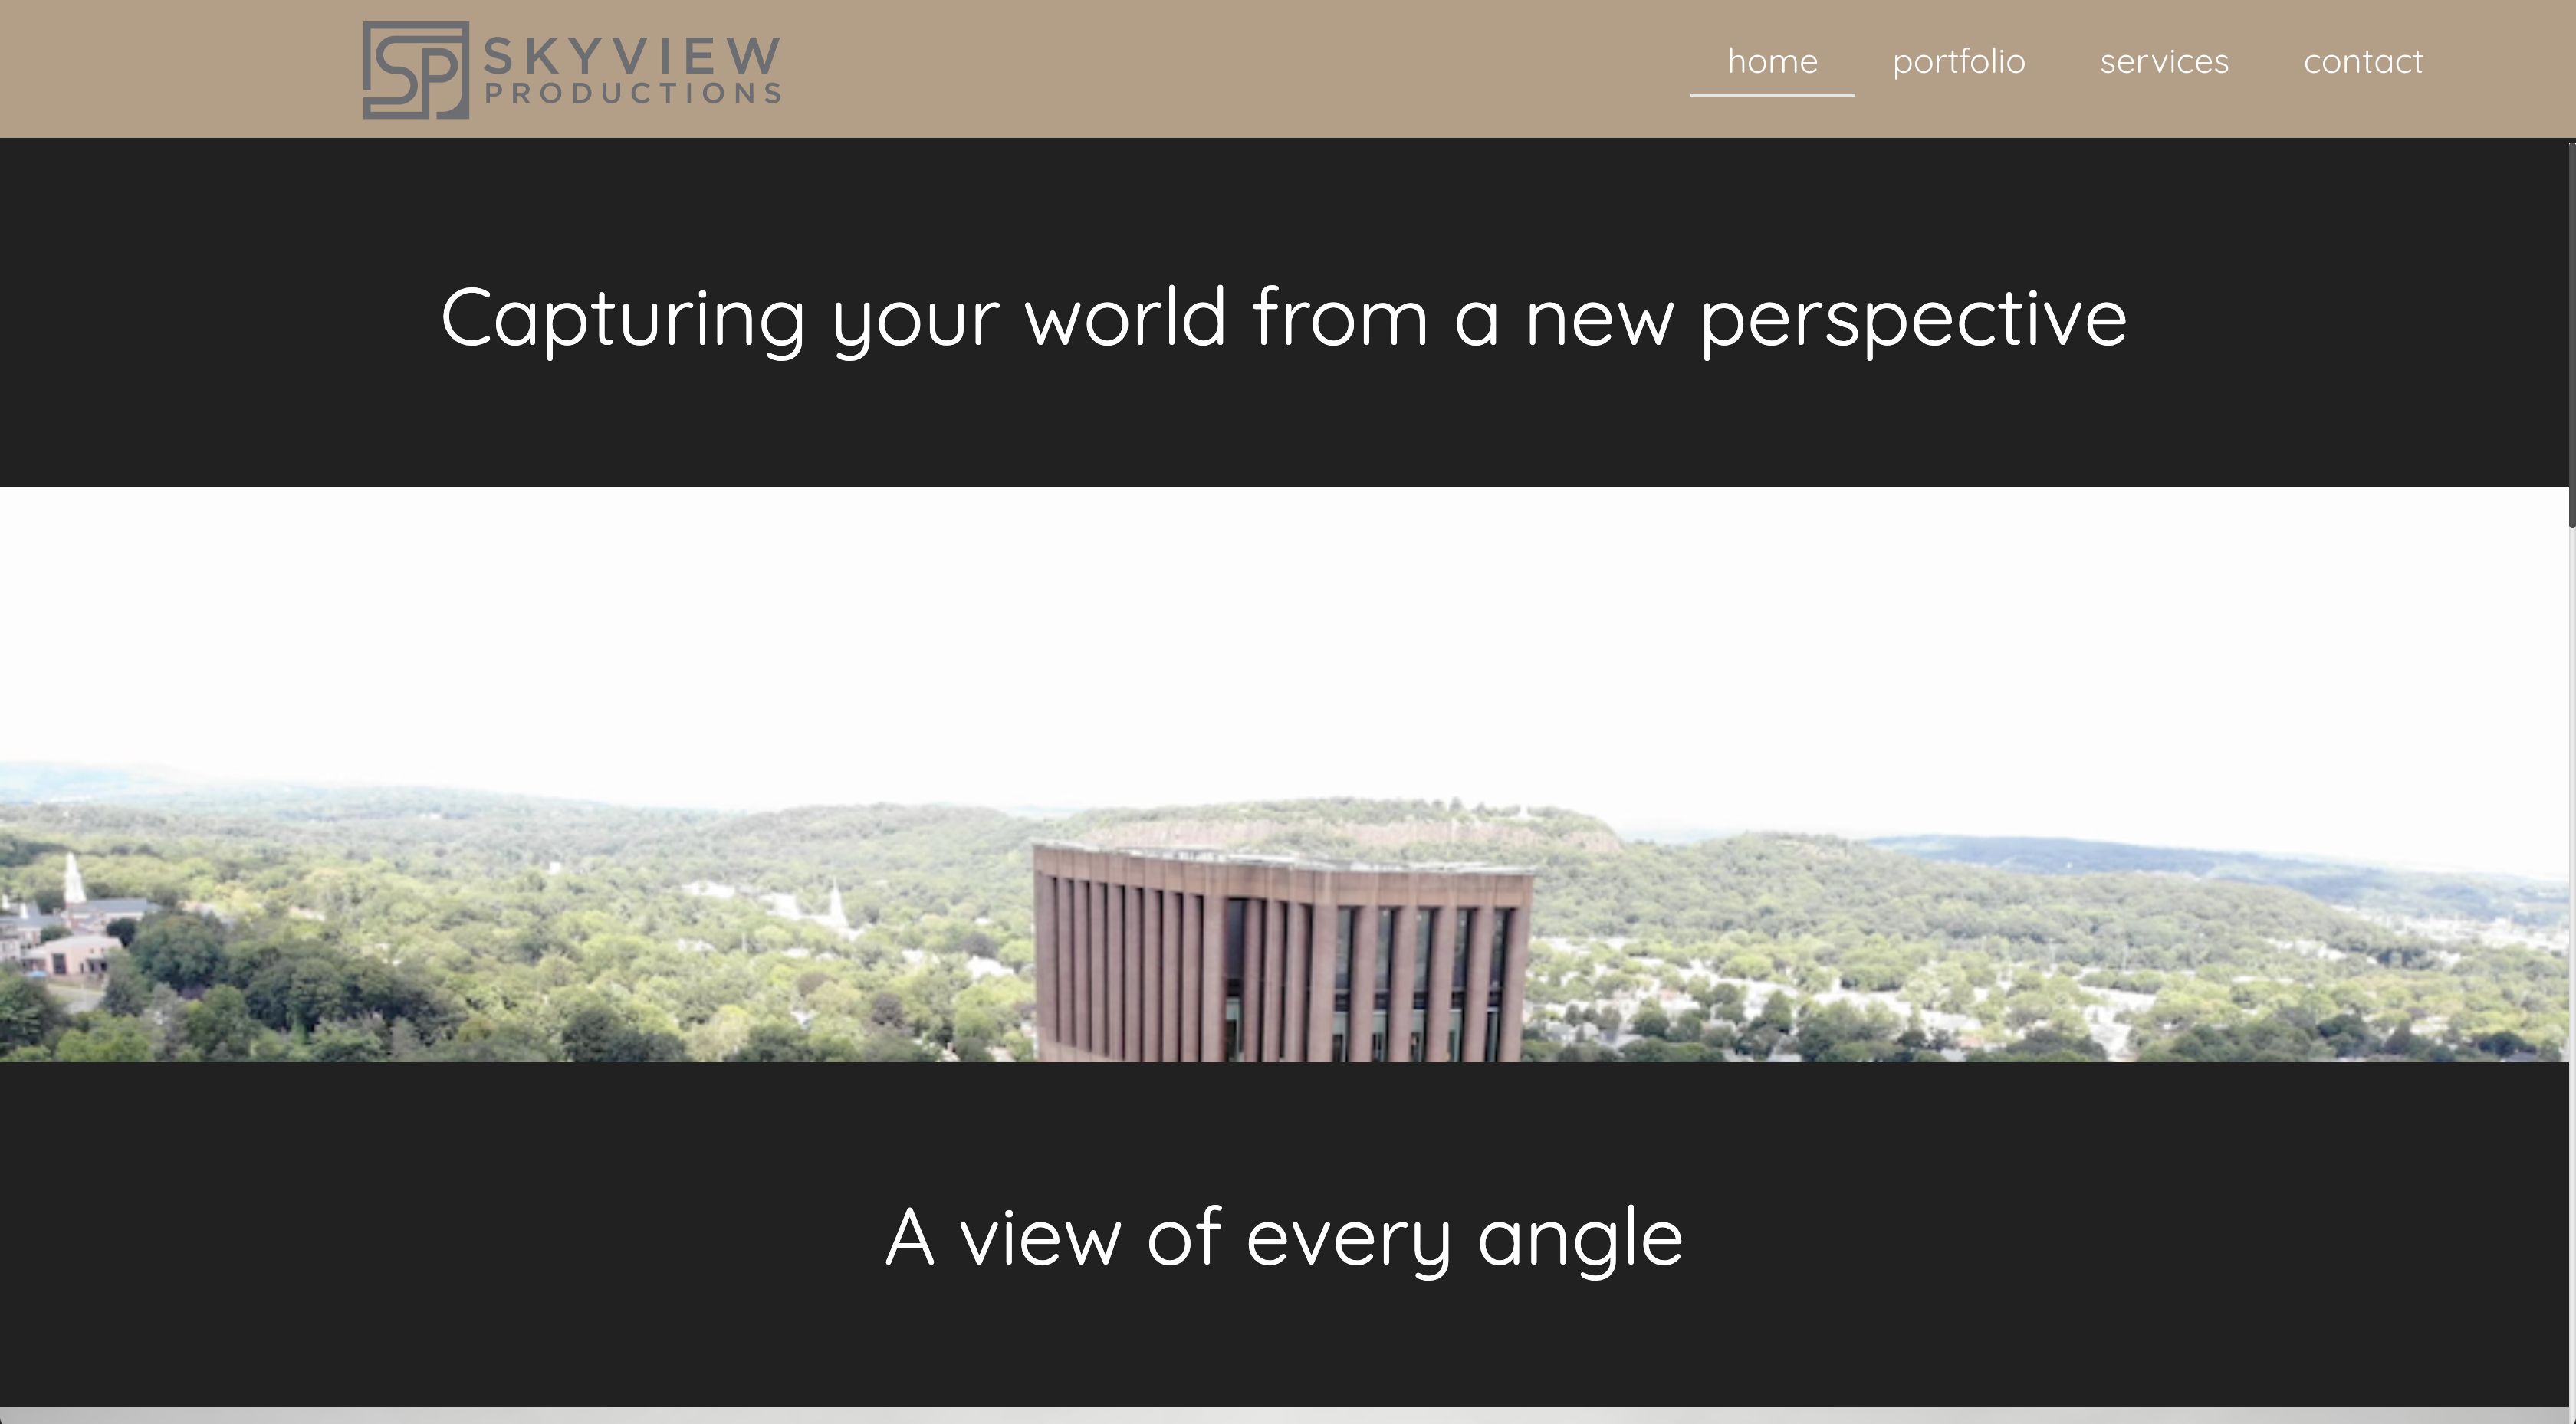 SP SKYVIEW
PRODUCTIONS
home portfolio services contact
Capturing your world from a new perspective
A view of every angle